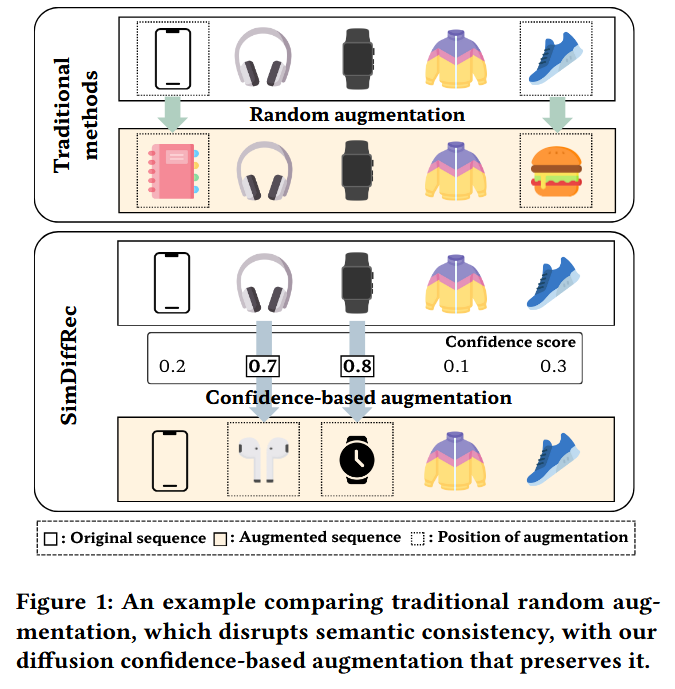 Traditional
methods
Random augmentation
SimDiffRec
Confidence score
0.2 0.7 0.8 0.1 0.3
Confidence-based augmentation
: Original sequence : Augmented sequence : Position of augmentation
Figure 1: An example comparing traditional random aug-
mentation, which disrupts semantic consistency, with our
diffusion confidence-based augmentation that preserves it.